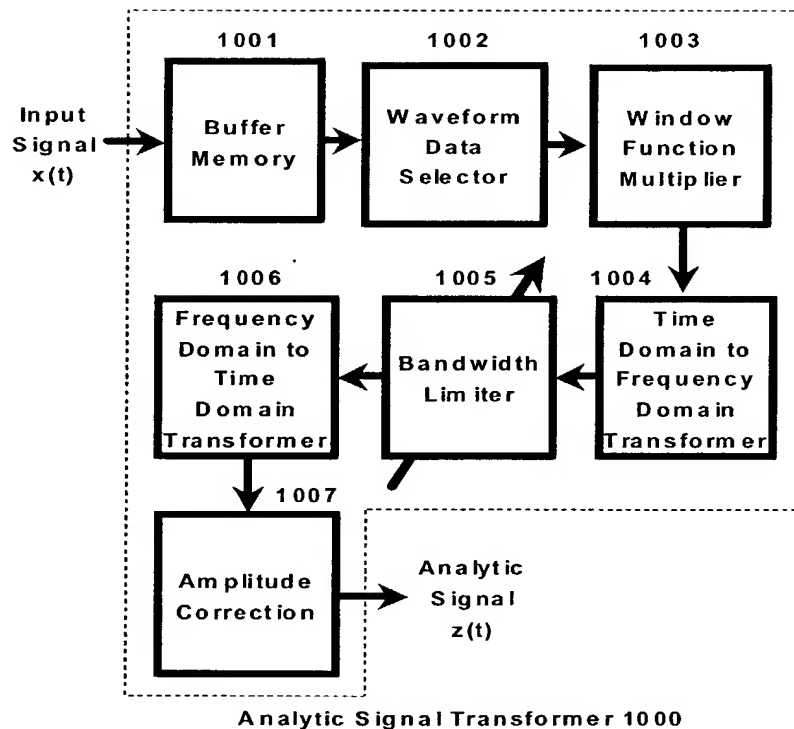 1001
1002
1003
Input
Signal
x(t)
Buffer
Memory
Waveform
Data
Selector
Window
Function
Multiplier
1006
1005
1004
Frequency
Domain to
Time
Domain
Transformer
Bandwidth
Limiter
Time
Domain to
Frequency
Domain
Transformer
1007
Amplitude
Correction
Analytic
Signal
z(t)
Analytic Signal Transformer 1000